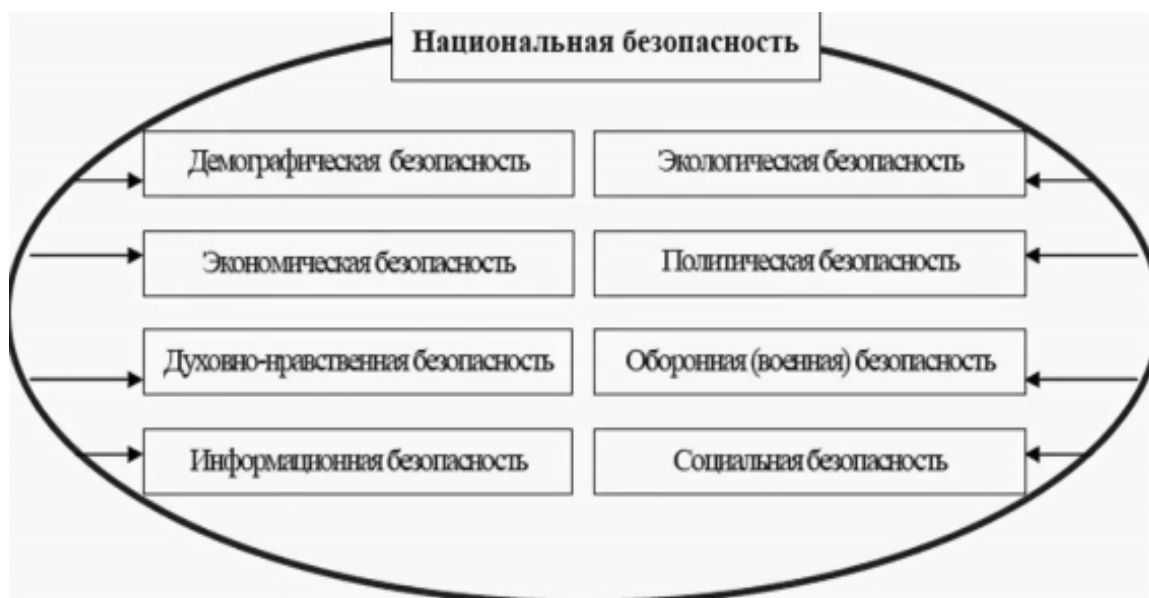 Национальная безопасность
Демографическая безопасность
Экологическая безопасность
Экономическая безопасность
Политическая безопасность
Духовно-нравственная безопасность
Оборонная (военная) безопасность
Информационная безопасность
Социальная безопасность